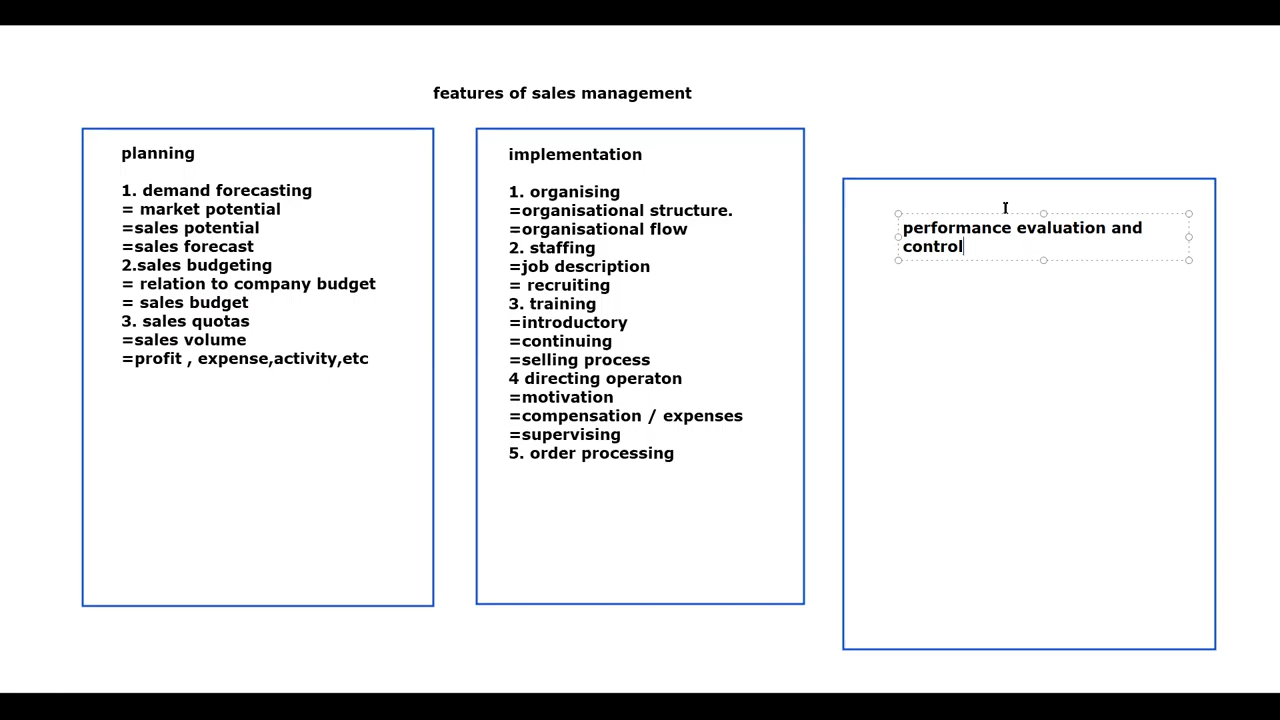 features of sales management
planning
1. demand forecasting
= market potential
=sales potential
=sales forecast
2.sales budgeting
= relation to company budget
= sales budget
3. sales quotas
=sales volume
=profit , expense,activity,etc
implementation
1. organising
=organisational structure.
=organisational flow
2. staffing
=job description
= recruiting
3. training
=introductory
=continuing
=selling process
4 directing operaton
=motivation
=compensation / expenses
=supervising
5. order processing
performance evaluation and
control